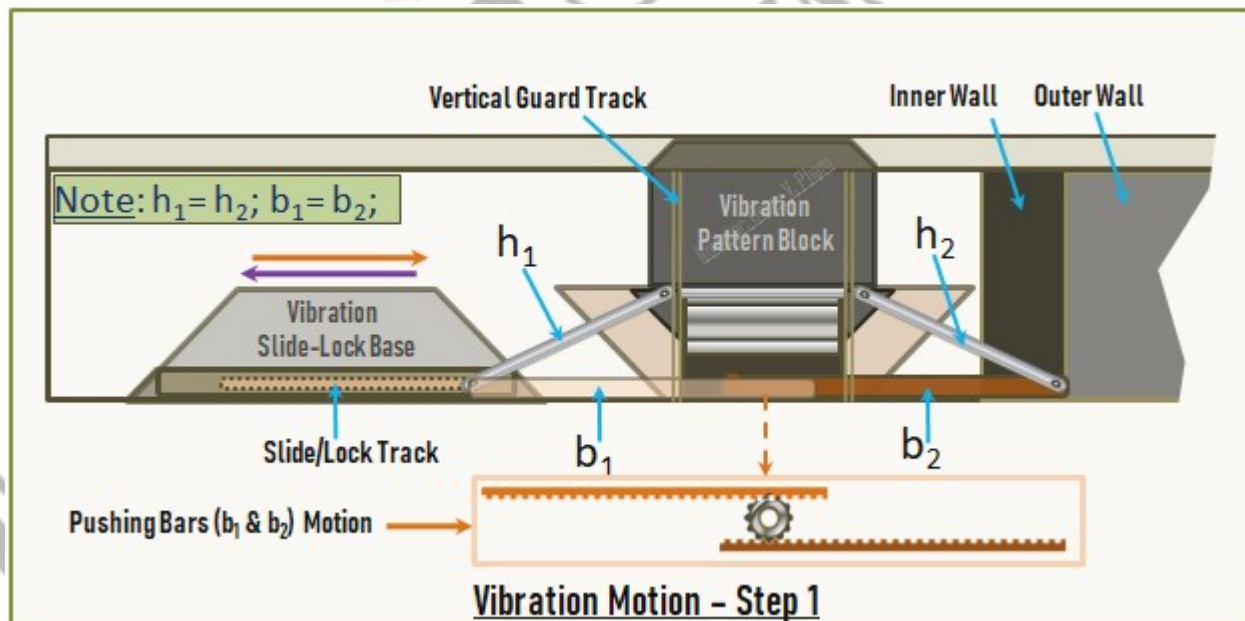 Vertical Guard Track
Inner Wall
Outer Wall
Note: h₁= h₂; b₁= b₂;
Vibration
Pattern Block
h₁
h₂
Vibration
Slide-Lock Base
Slide/Lock Track
b₁
b₂
Pushing Bars (b₁ & b₂) Motion
Vibration Motion – Step 1